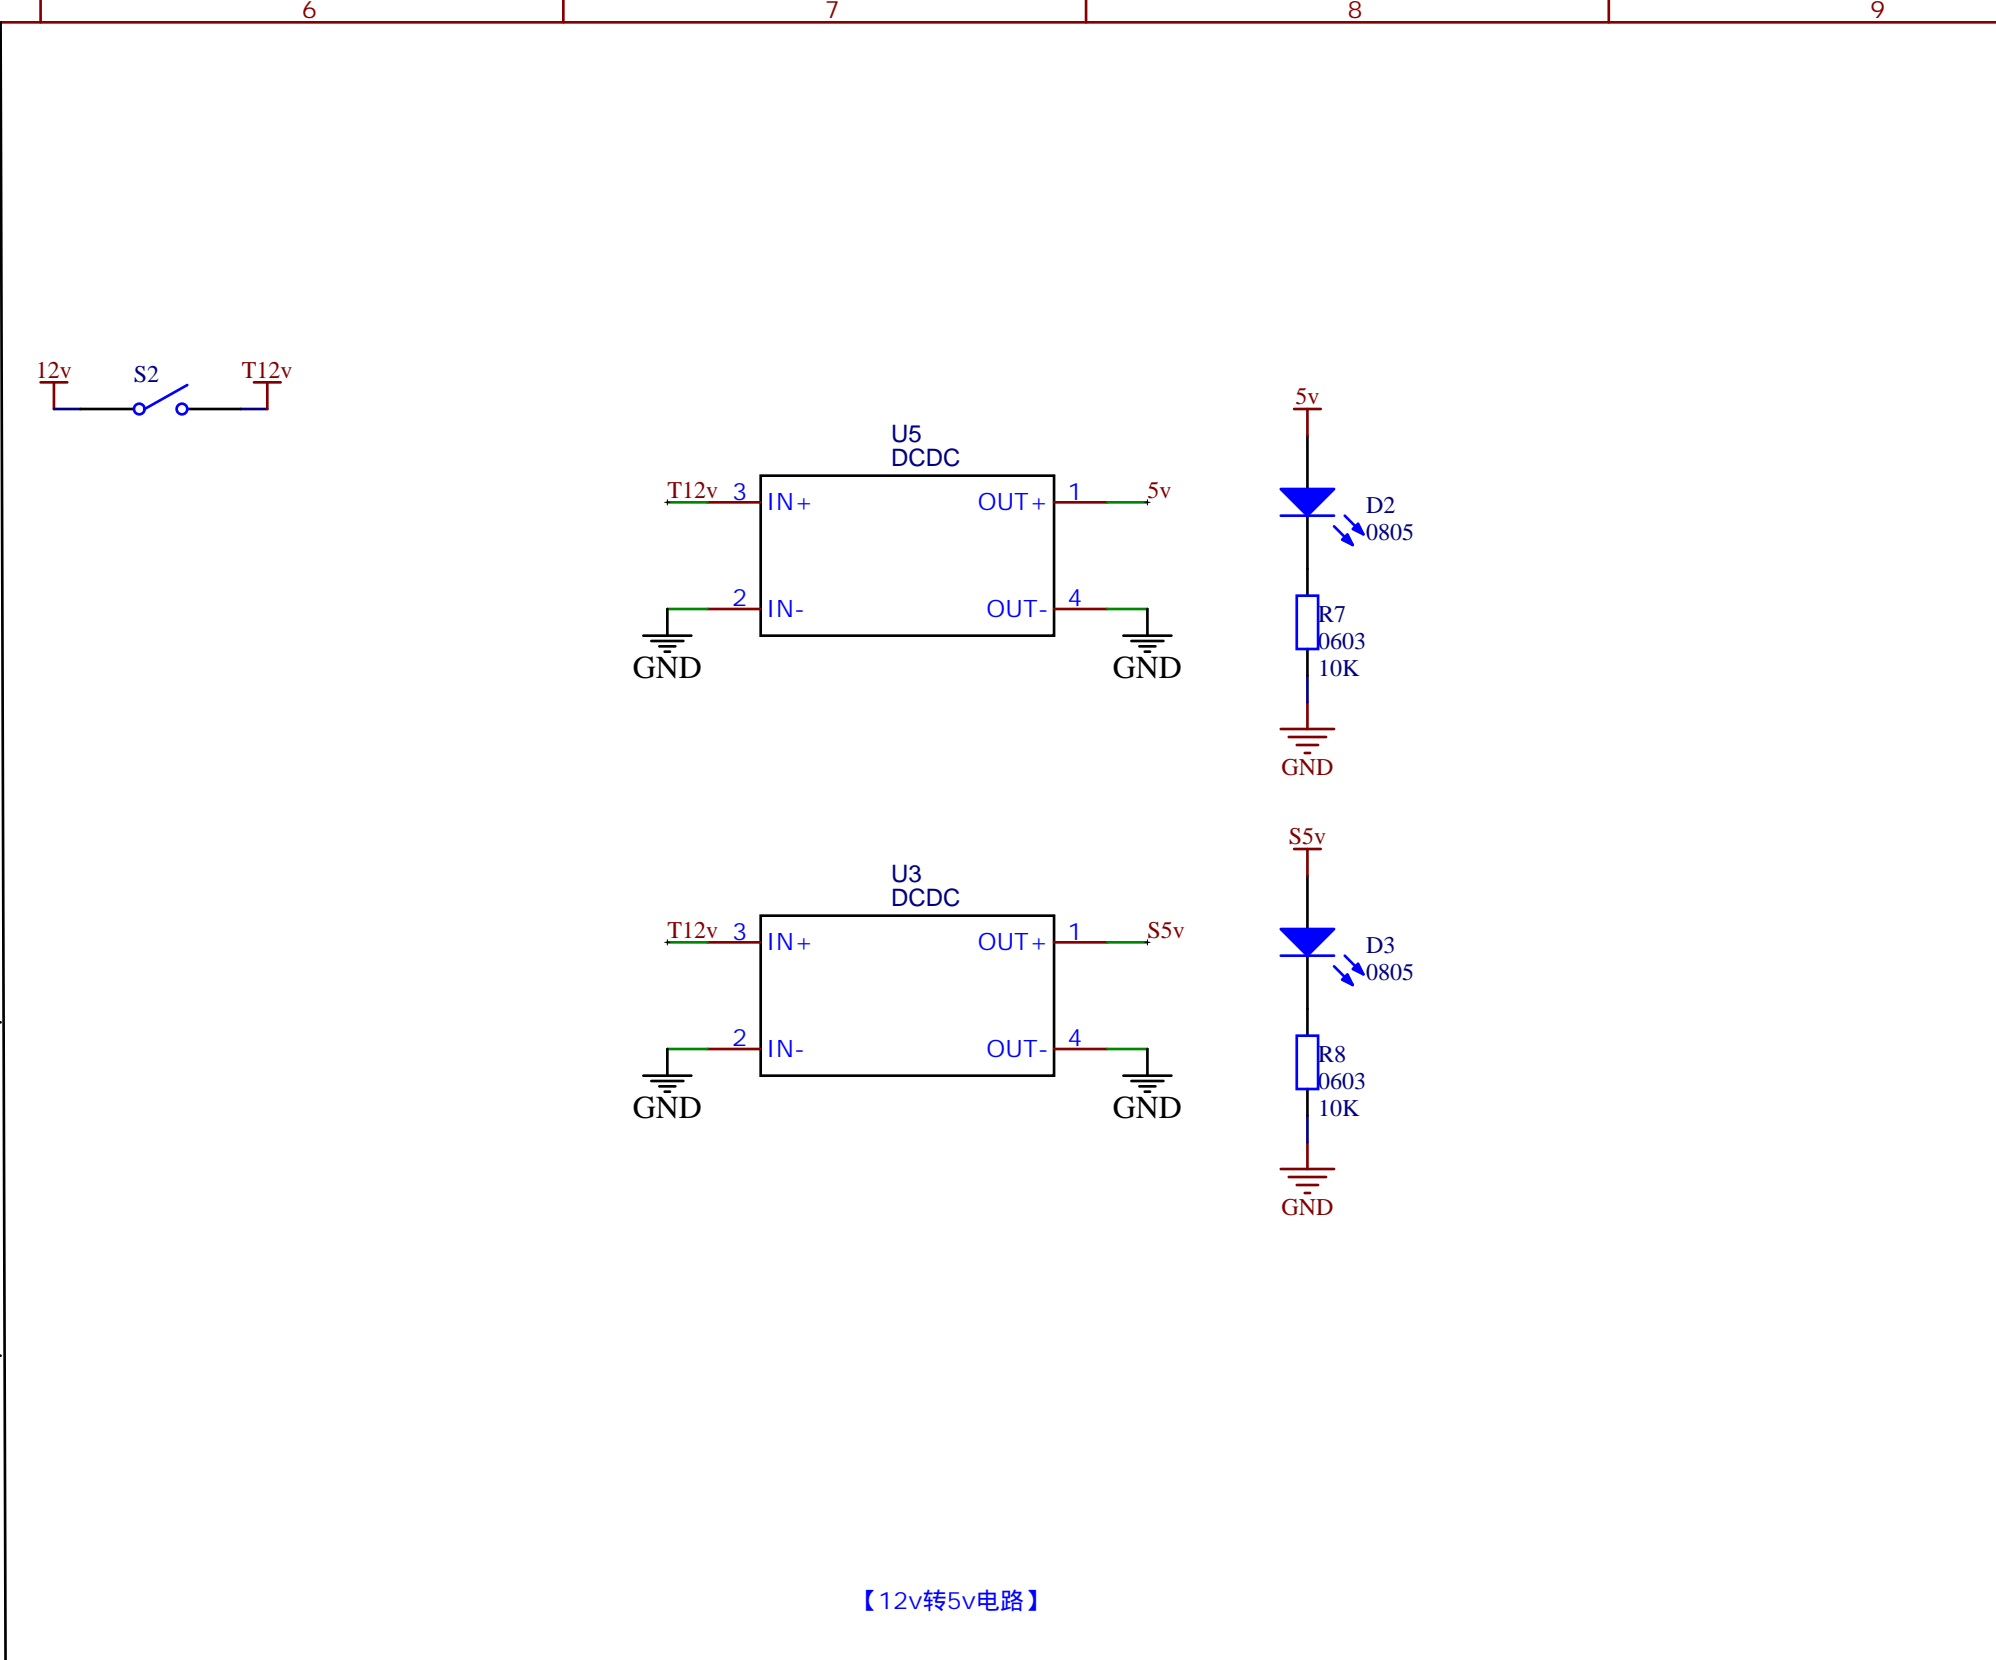 6 7 8 9
12v S2 T12v
U5
DCDC
T12v 3 IN+ OUT+ 1 5v
2 IN- OUT- 4
GND GND
5v
D2
0805
R7
0603
10K
GND
U3
DCDC
T12v 3 IN+ OUT+ 1 S5v
2 IN- OUT- 4
GND GND
S5v
D3
0805
R8
0603
10K
GND
【12v转5v电路】